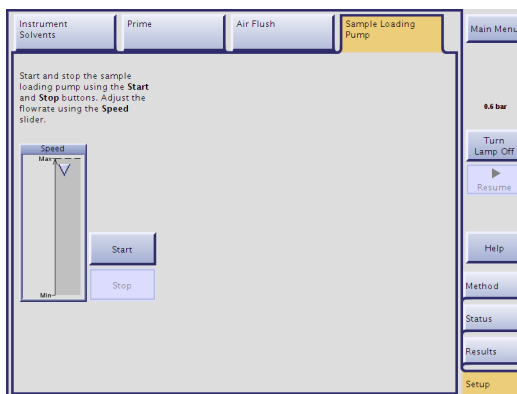 Instrument
Solvents
Prime
Air Flush
Sample Loading
Pump
Main Menu
Start and stop the sample
loading pump using the Start
and Stop buttons. Adjust the
flowrate using the Speed
slider.
0.6 bar
Turn
Lamp Off
Resume
Speed
Max
Start
Stop
Min
Help
Method
Status
Results
Setup